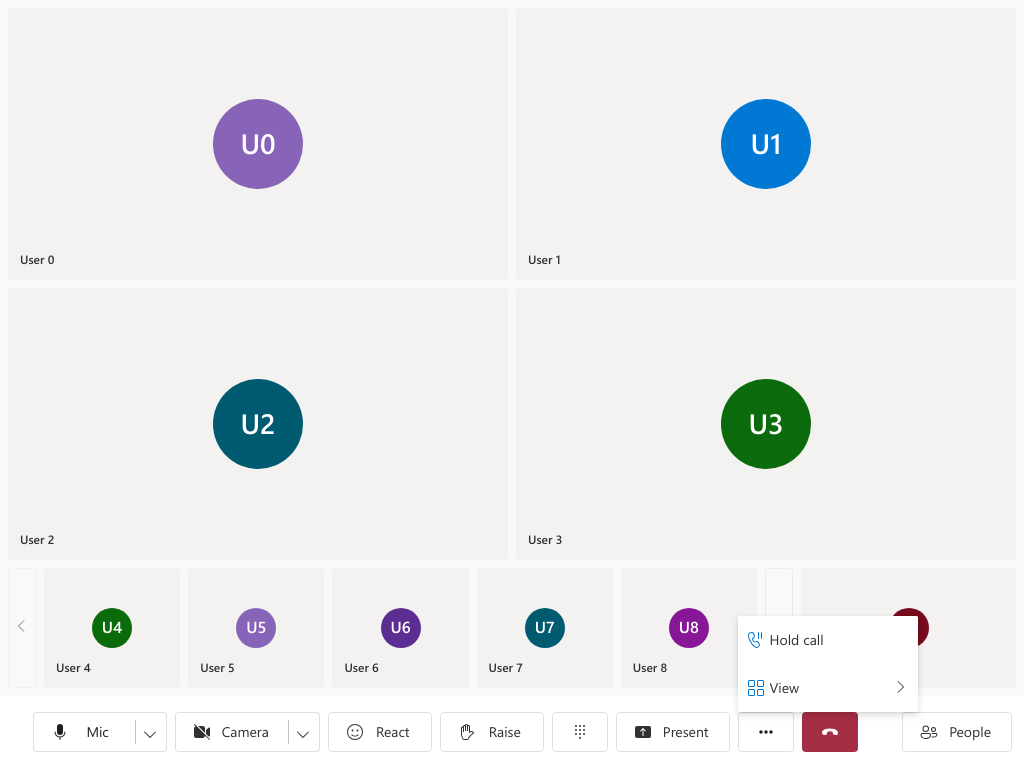 U0
User 0
U1
User 1
U2
User 2
U3
User 3
U4
User 4
U5
User 5
U6
User 6
U7
User 7
U8
User 8
Hold call
View
Mic
Camera
React
Raise
Present
People